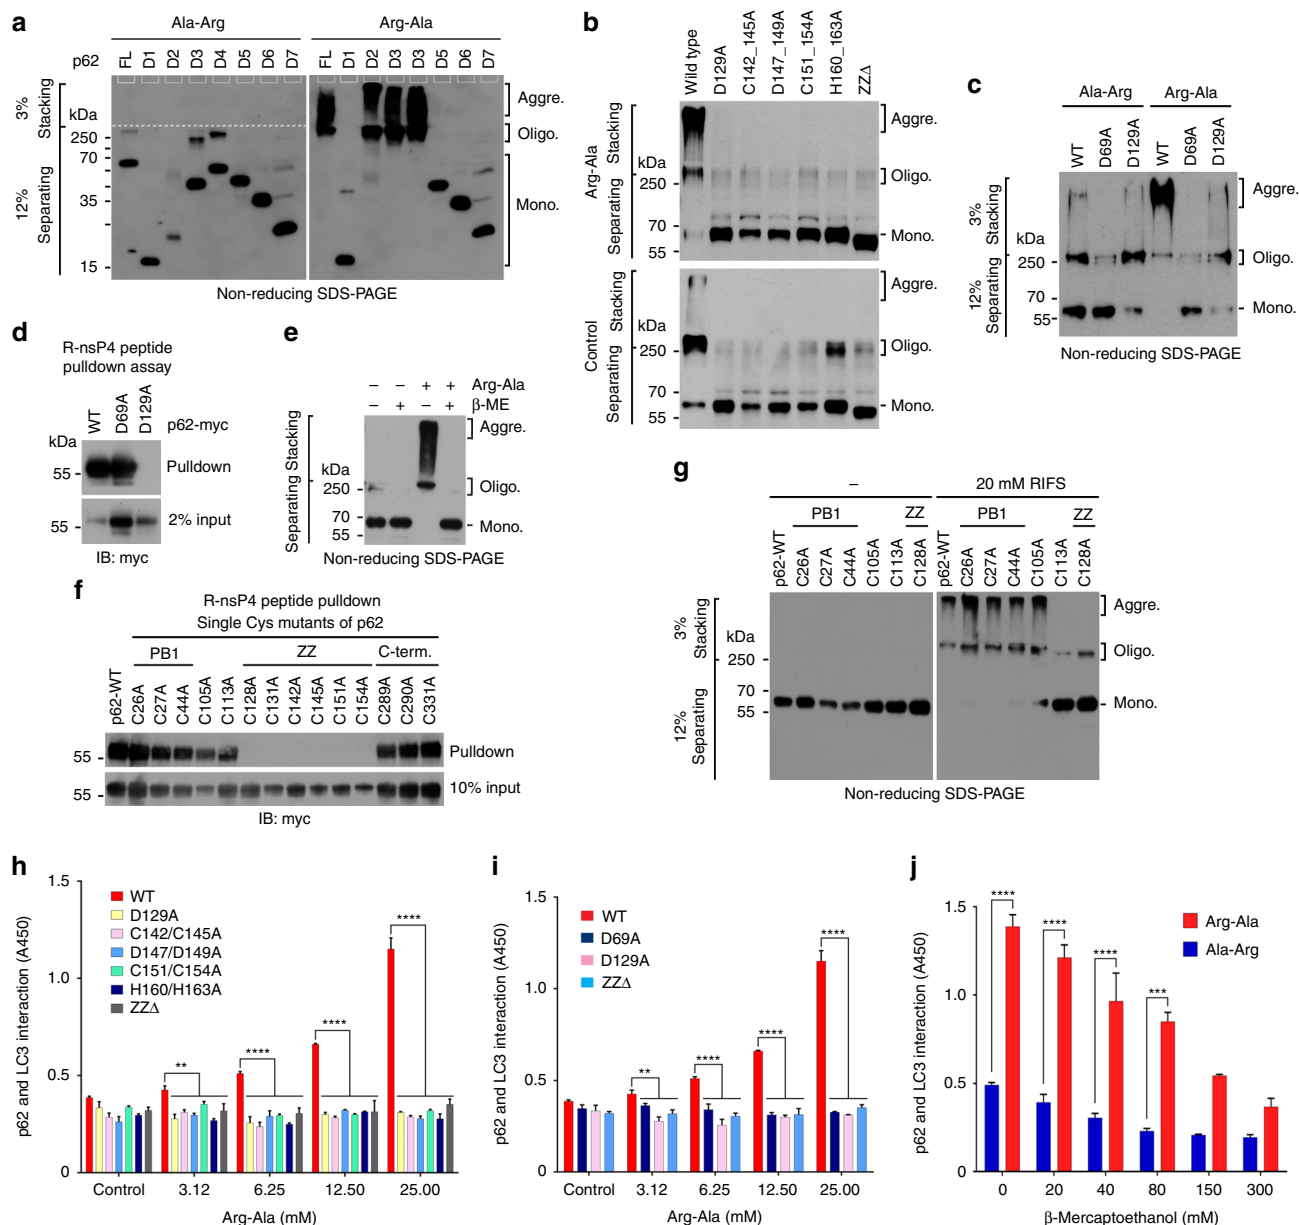 a
Ala-Arg
Arg-Ala
p62
FL D1 D2 D3 D4 D5 D6 D7
FL D1 D2 D3 D3 D5 D6 D7
3%
Stacking
12%
Separating
kDa
250
70
35
15
Aggre.
Oligo.
Mono.
Non-reducing SDS-PAGE
b
Wild type
D129A
C142_145A
D147_149A
C151_154A
H160_163A
ZZΔ
Arg-Ala
Separating Stacking
kDa
250
70
55
Aggre.
Oligo.
Mono.
Control
Separating Stacking
kDa
250
70
55
Aggre.
Oligo.
Mono.
c
Ala-Arg
Arg-Ala
WT D69A D129A WT D69A D129A
3%
Stacking
12%
Separating
kDa
250
70
55
Aggre.
Oligo.
Mono.
Non-reducing SDS-PAGE
d
R-nsP4 peptide
pulldown assay
WT D69A D129A
p62-myc
kDa
55
Pulldown
55
2% input
IB: myc
e
– – + + Arg-Ala
– + – + β-ME
Separating Stacking
kDa
250
70
55
Aggre.
Oligo.
Mono.
Non-reducing SDS-PAGE
f
R-nsP4 peptide pulldown
Single Cys mutants of p62
PB1
ZZ
C-term.
p62-WT C26A C27A C44A C105A C113A C128A C131A C142A C145A C151A C154A C289A C290A C331A
55
Pulldown
55
10% input
IB: myc
g
–
20 mM RIFS
PB1
ZZ
PB1
ZZ
p62-WT C26A C27A C44A C105A C113A C128A
p62-WT C26A C27A C44A C105A C113A C128A
3%
Stacking
12%
Separating
kDa
250
70
55
Aggre.
Oligo.
Mono.
Non-reducing SDS-PAGE
h
p62 and LC3 interaction (A450)
1.5
1.0
0.5
0
WT
D129A
C142/C145A
D147/D149A
C151/C154A
H160/H163A
ZZΔ
**
****
****
****
Control 3.12 6.25 12.50 25.00
Arg-Ala (mM)
i
p62 and LC3 interaction (A450)
1.5
1.0
0.5
0
WT
D69A
D129A
ZZΔ
**
****
****
****
Control 3.12 6.25 12.50 25.00
Arg-Ala (mM)
j
p62 and LC3 interaction (A450)
1.5
1.0
0.5
0
****
****
****
***
Arg-Ala
Ala-Arg
0 20 40 80 150 300
β-Mercaptoethanol (mM)